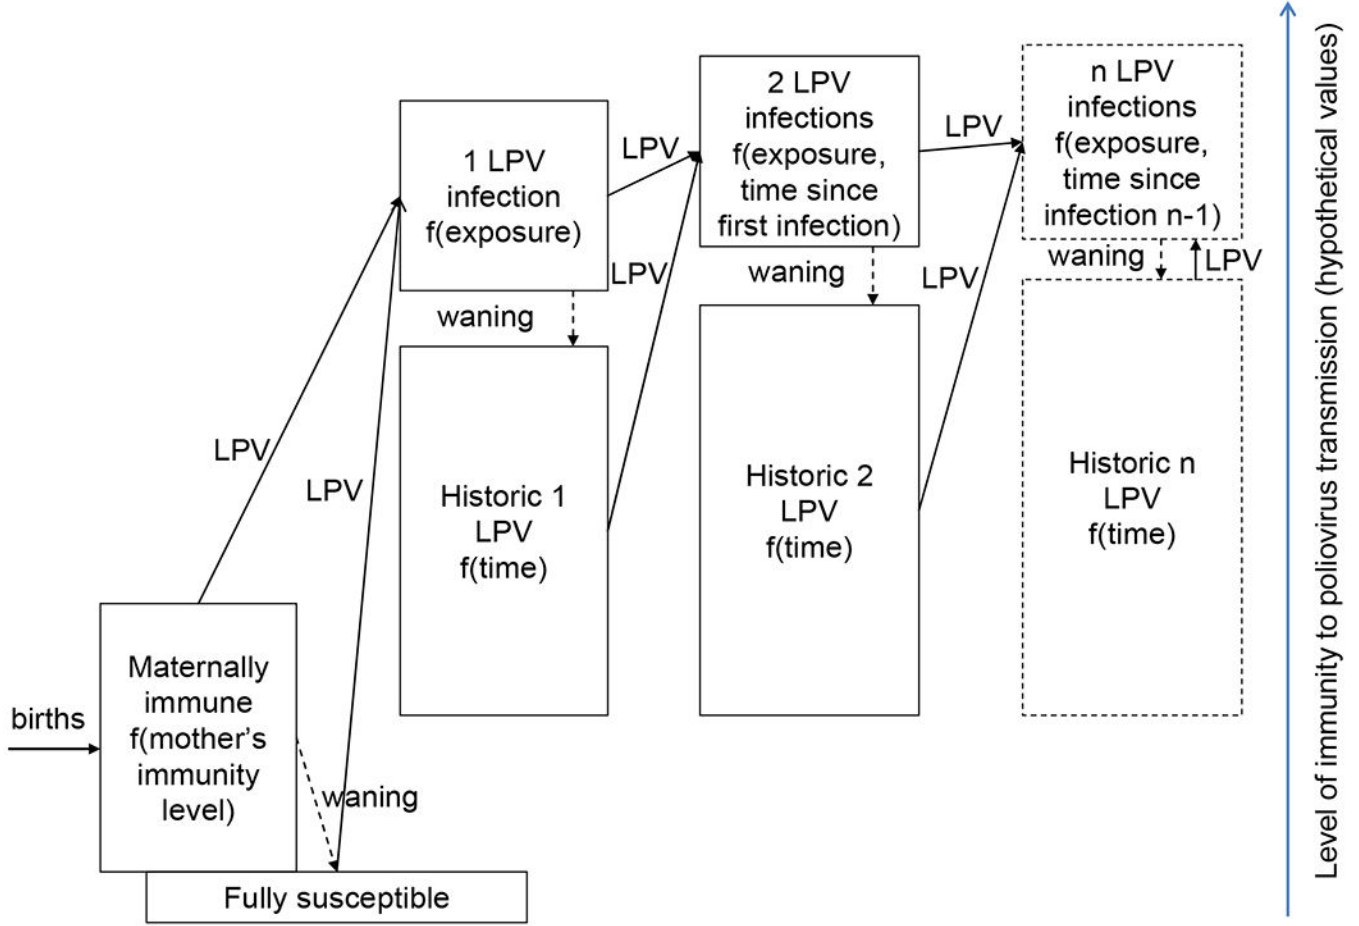 births
Maternally
immune
f(mother's
immunity
level)
waning
Fully susceptible
LPV
LPV
1 LPV
infection
f(exposure)
waning
Historic 1
LPV
f(time)
LPV
LPV
2 LPV
infections
f(exposure,
time since
first infection)
waning
Historic 2
LPV
f(time)
LPV
LPV
n LPV
infections
f(exposure,
time since
infection n-1)
waning
LPV
Historic n
LPV
f(time)
Level of immunity to poliovirus transmission (hypothetical values)